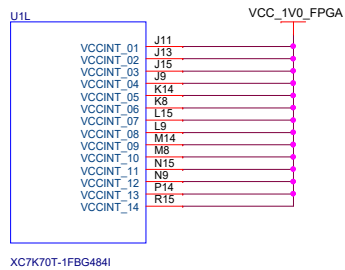 U1L
VCC_1V0_FPGA
VCCINT_01 J11
VCCINT_02 J13
VCCINT_03 J15
VCCINT_04 J9
VCCINT_05 K14
VCCINT_06 K8
VCCINT_07 L15
VCCINT_08 L9
VCCINT_09 M14
VCCINT_10 M8
VCCINT_11 N15
VCCINT_12 N9
VCCINT_13 P14
VCCINT_14 R15
XC7K70T-1FBG484I